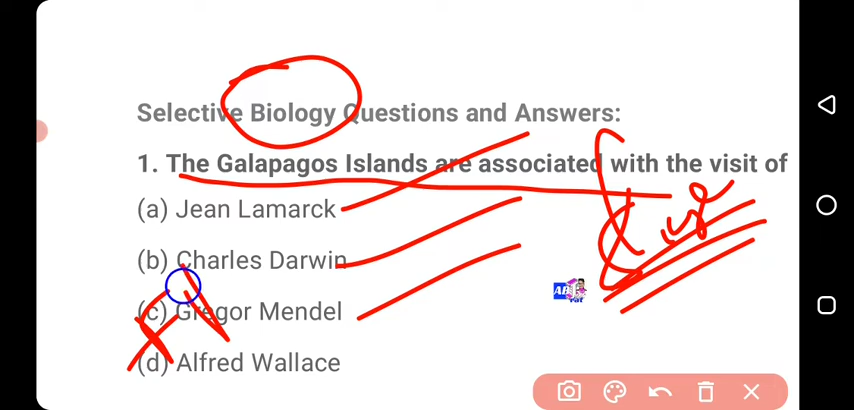 Selective Biology Questions and Answers:
1. The Galapagos Islands are associated with the visit of
(a) Jean Lamarck
(b) Charles Darwin
(c) Gregor Mendel
(d) Alfred Wallace